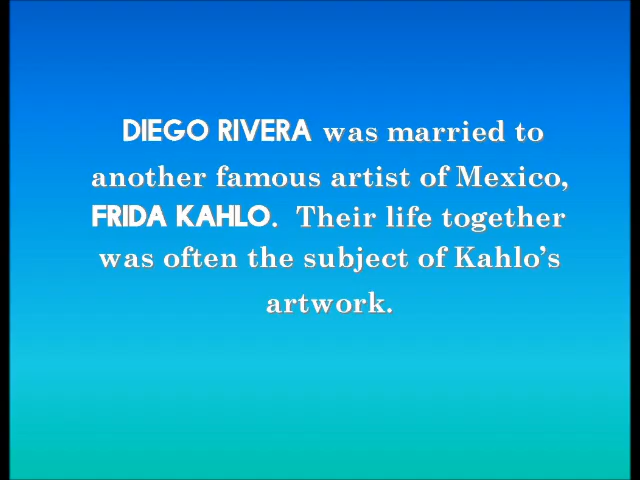 DIEGO RIVERA was married to
another famous artist of Mexico,
FRIDA KAHLO.  Their life together
was often the subject of Kahlo’s
artwork.